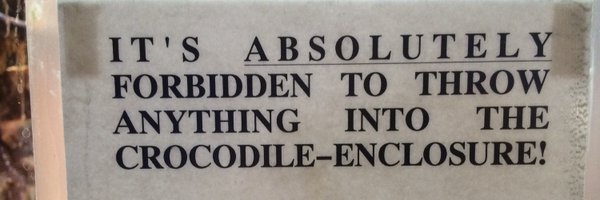 IT'S ABSOLUTELY
FORBIDDEN TO THROW
ANYTHING INTO THE
CROCODILE–ENCLOSURE!